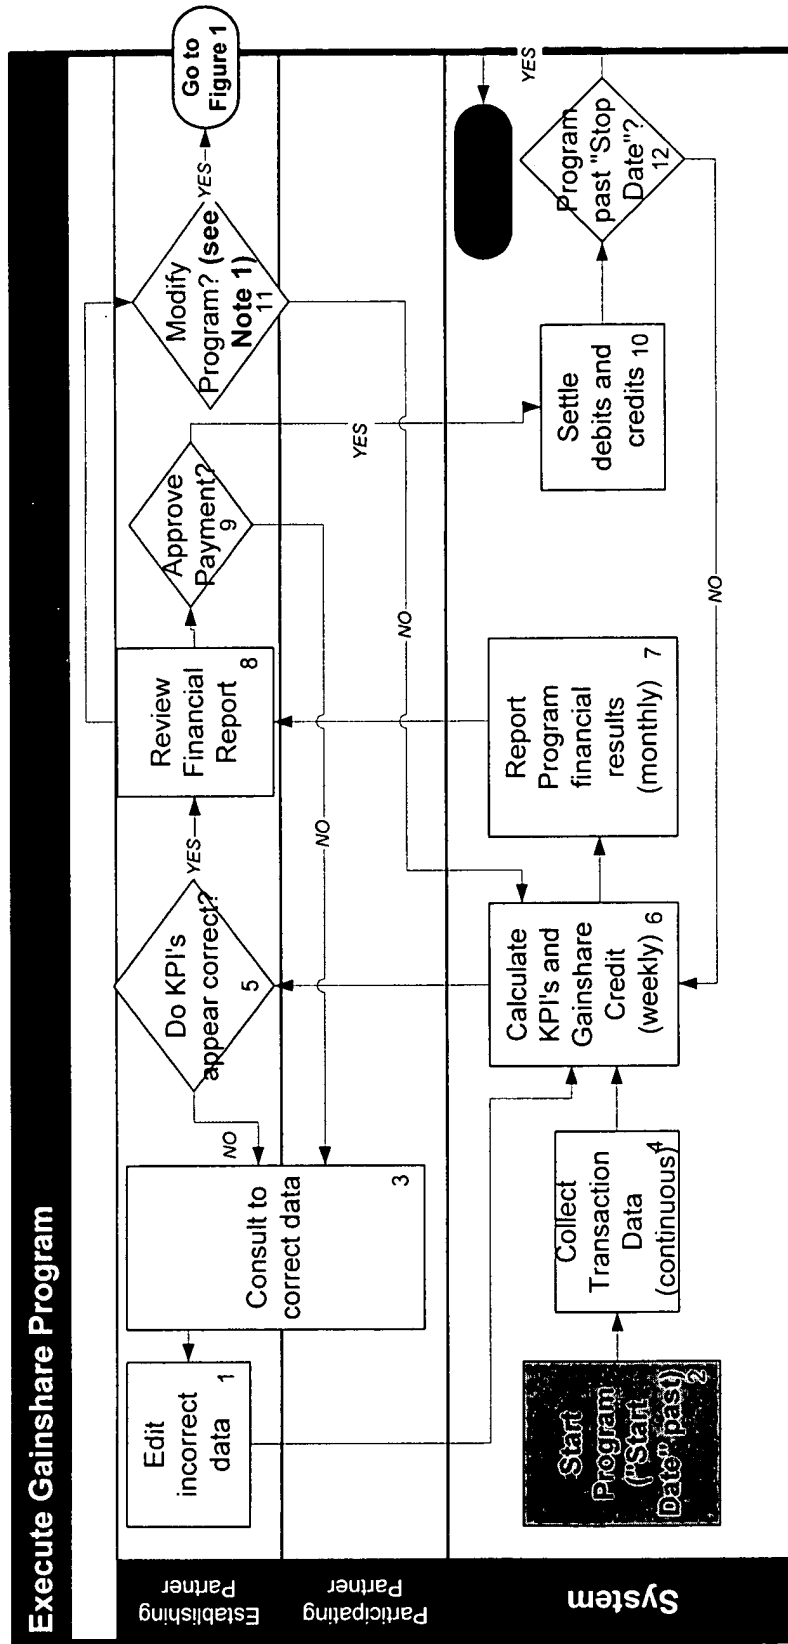 Execute Gainshare Program
Establishing
Partner
Participating
Partner
System
Edit
incorrect
data
1
Consult to
correct data
3
NO
Do KPI's
appear correct?
5
YES
Review
Financial
Report
8
Approve
Payment?
9
YES
NO
Modify
Program? (see
Note 1)
11
YES
Go to
Figure 1
NO
Start
Program
("Start
Date" past)
2
Collect
Transaction
Data
(continuous)
4
Calculate
KPI's and
Gainshare
Credit
(weekly) 6
Report
Program
financial
results
(monthly) 7
Settle
debits and
credits 10
Program
past "Stop
Date"?
12
YES
NO